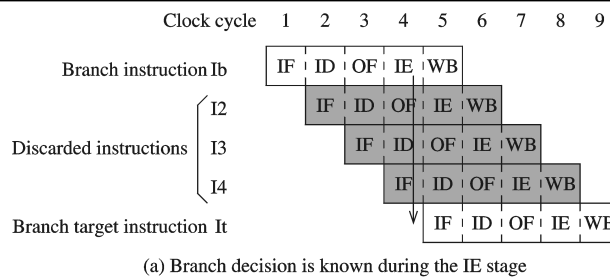 Clock cycle 1 2 3 4 5 6 7 8 9
Branch instruction Ib IF ID OF IE WB
I2 IF ID OF IE WB
Discarded instructions I3 IF ID OF IE WB
I4 IF ID OF IE WB
Branch target instruction It IF ID OF IE WB
(a) Branch decision is known during the IE stage